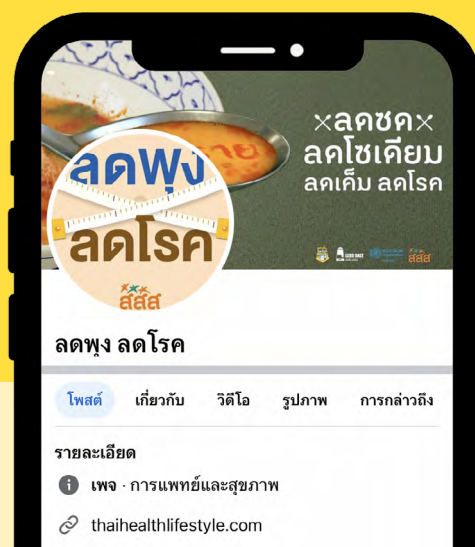 ×ลดซด×
ลดโซเดียม
ลดเค็ม ลดโรค
ลดพุง
ลดโรค
สสส
สสส
ลดพุง ลดโรค
โพสต์
เกี่ยวกับ
วิดีโอ
รูปภาพ
การกล่าวถึง
รายละเอียด
เพจ · การแพทย์และสุขภาพ
thaihealthlifestyle.com